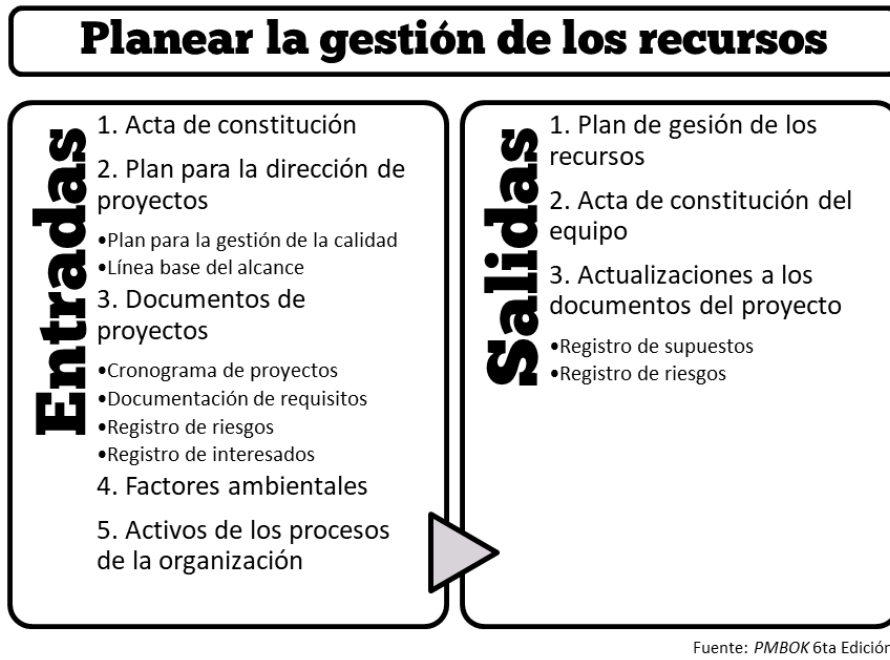 Planear la gestión de los recursos
Entradas
1. Acta de constitución
2. Plan para la dirección de
proyectos
•Plan para la gestión de la calidad
•Línea base del alcance
3. Documentos de
proyectos
•Cronograma de proyectos
•Documentación de requisitos
•Registro de riesgos
•Registro de interesados
4. Factores ambientales
5. Activos de los procesos
de la organización
Salidas
1. Plan de gesión de los
recursos
2. Acta de constitución del
equipo
3. Actualizaciones a los
documentos del proyecto
•Registro de supuestos
•Registro de riesgos
Fuente: PMBOK 6ta Edición